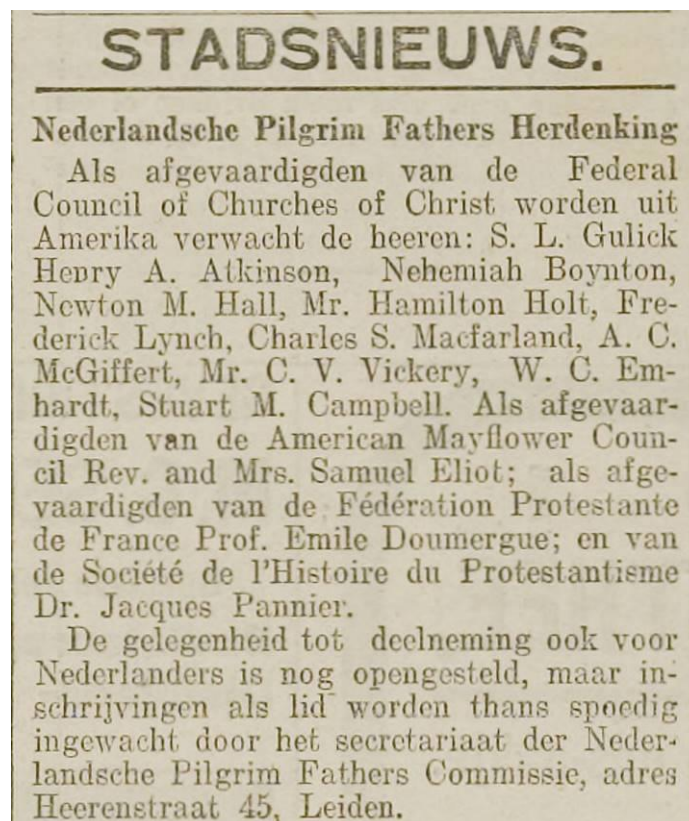 STADSNIEUWS.
Nederlandsche Pilgrim Fathers Herdenking
Als afgevaardigden van de Federal
Council of Churches of Christ worden uit
Amerika verwacht de heeren: S. L. Gulick
Henry A. Atkinson, Nehemiah Boynton,
Newton M. Hall, Mr. Hamilton Holt, Fre-
derick Lynch, Charles S. Macfarland, A. C.
McGiffert, Mr. C. V. Vickery, W. C. Em-
hardt, Stuart M. Campbell. Als afgevaar-
digden van de American Mayflower Coun-
cil Rev. and Mrs. Samuel Eliot; als afge-
vaardigden van de Fédération Protestante
de France Prof. Emile Doumergue; en van
de Société de l'Histoire du Protestantisme
Dr. Jacques Pannier.
De gelegenheid tot deelneming ook voor
Nederlanders is nog opengesteld, maar in-
schrijvingen als lid worden thans spoedig
ingewacht door het secretariaat der Neder-
landsche Pilgrim Fathers Commissie, adres
Heerenstraat 45, Leiden.